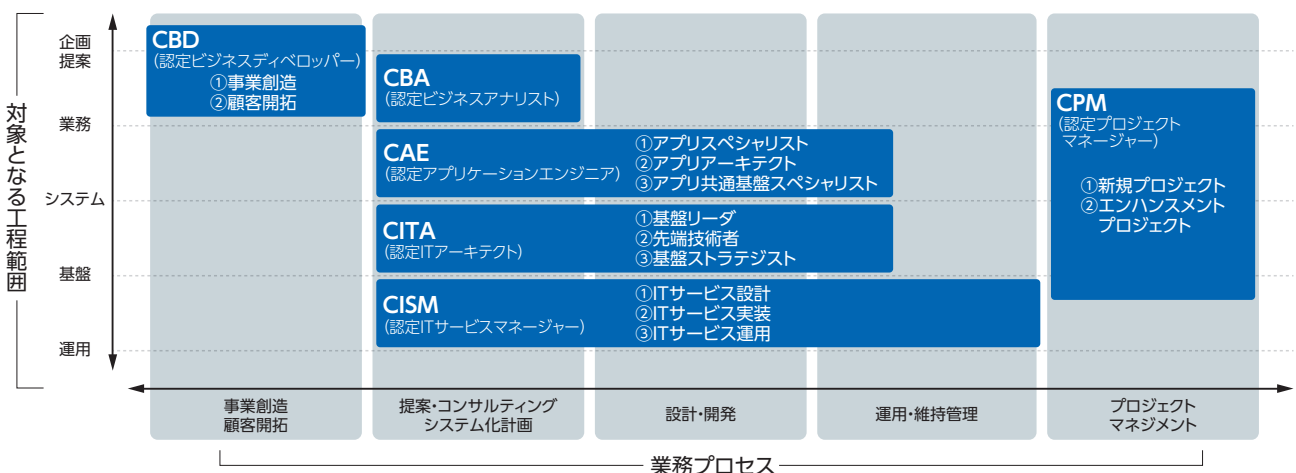 対象となる工程範囲
企画
提案
業務
システム
基盤
運用
CBD
(認定ビジネスディベロッパー)
①事業創造
②顧客開拓
CBA
(認定ビジネスアナリスト)
CAE
(認定アプリケーションエンジニア)
①アプリスペシャリスト
②アプリアーキテクト
③アプリ共通基盤スペシャリスト
CITA
(認定ITアーキテクト)
①基盤リーダ
②先端技術者
③基盤ストラテジスト
CISM
(認定ITサービスマネージャー)
①ITサービス設計
②ITサービス実装
③ITサービス運用
CPM
(認定プロジェクト
マネージャー)
①新規プロジェクト
②エンハンスメント
プロジェクト
事業創造
顧客開拓
提案・コンサルティング
システム化計画
設計・開発
運用・維持管理
プロジェクト
マネジメント
業務プロセス